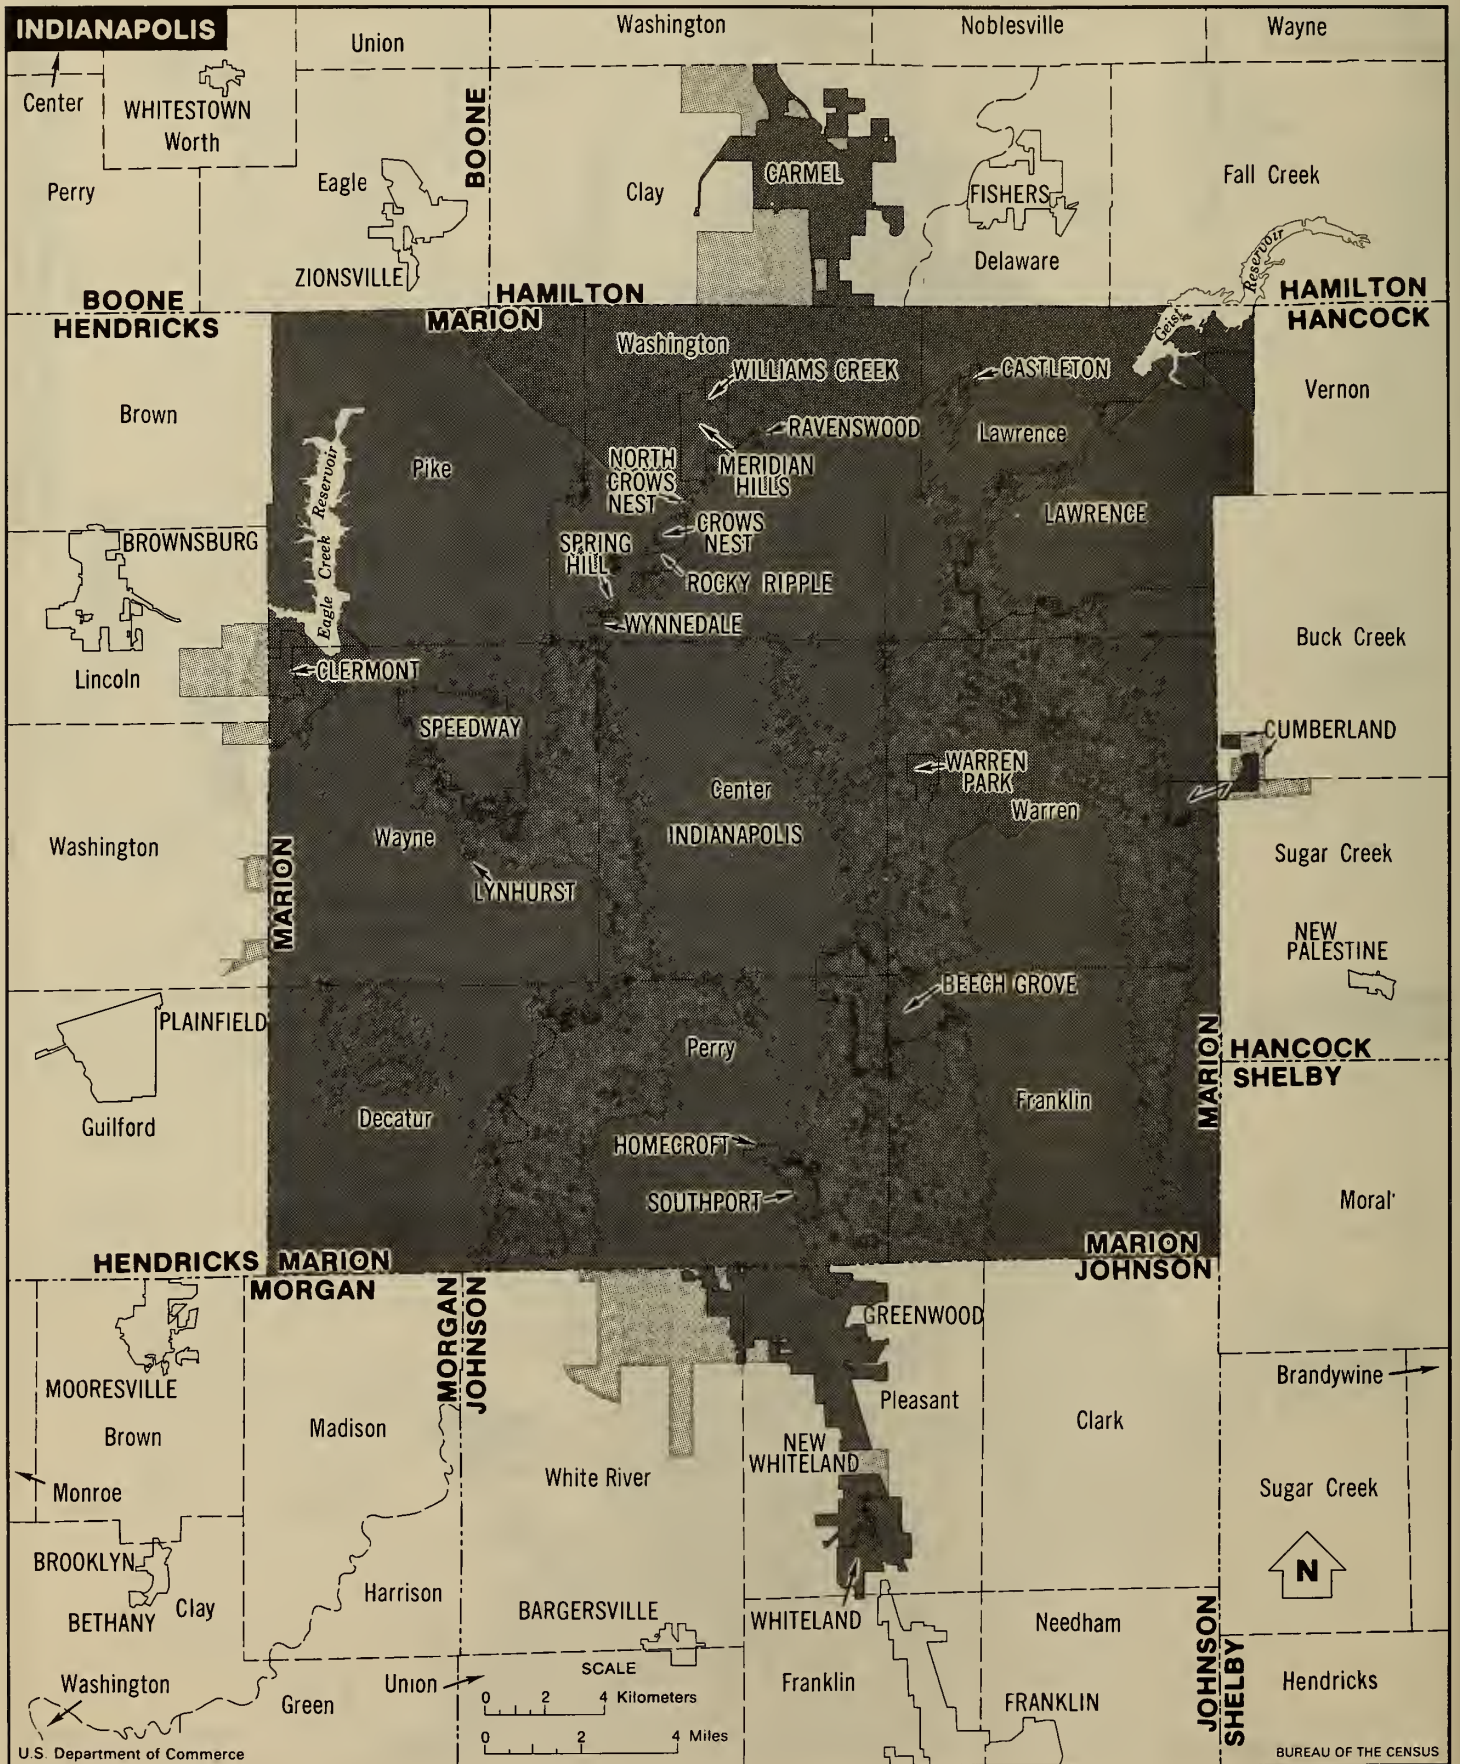 INDIANAPOLIS
Union
Washington
Noblesville
Wayne
Center
WHITESTOWN
Worth
BOONE
Perry
Eagle
Clay
CARMEL
FISHERS
Fall Creek
Delaware
ZIONSVILLE
Geist Reservoir
BOONE
HENDRICKS
HAMILTON
MARION
HAMILTON
HANCOCK
Washington
WILLIAMS CREEK
CASTLETON
Vernon
Brown
RAVENSWOOD
Lawrence
Pike
NORTH
CROWS
NEST
MERIDIAN
HILLS
Eagle Creek Reservoir
LAWRENCE
CROWS
NEST
BROWNSBURG
SPRING
HILL
ROCKY RIPPLE
WYNNEDALE
Buck Creek
Lincoln
CLERMONT
SPEEDWAY
CUMBERLAND
WARREN
PARK
Center
Warren
Washington
Wayne
INDIANAPOLIS
Sugar Creek
MARION
LYNHURST
NEW
PALESTINE
BEECH GROVE
PLAINFIELD
Perry
MARION
HANCOCK
SHELBY
Guilford
Decatur
Franklin
HOMECROFT
SOUTHPORT
Moral
HENDRICKS
MARION
MORGAN
MARION
JOHNSON
MORGAN
JOHNSON
GREENWOOD
MOORESVILLE
Brandywine
Pleasant
Brown
Madison
Clark
NEW
WHITELAND
Monroe
White River
Sugar Creek
BROOKLYN
N
Harrison
BETHANY
Clay
BARGERSVILLE
WHITELAND
Needham
JOHNSON
SHELBY
Washington
Union
SCALE
Franklin
Hendricks
Green
0 2 4 Kilometers
FRANKLIN
0 2 4 Miles
U.S. Department of Commerce
BUREAU OF THE CENSUS